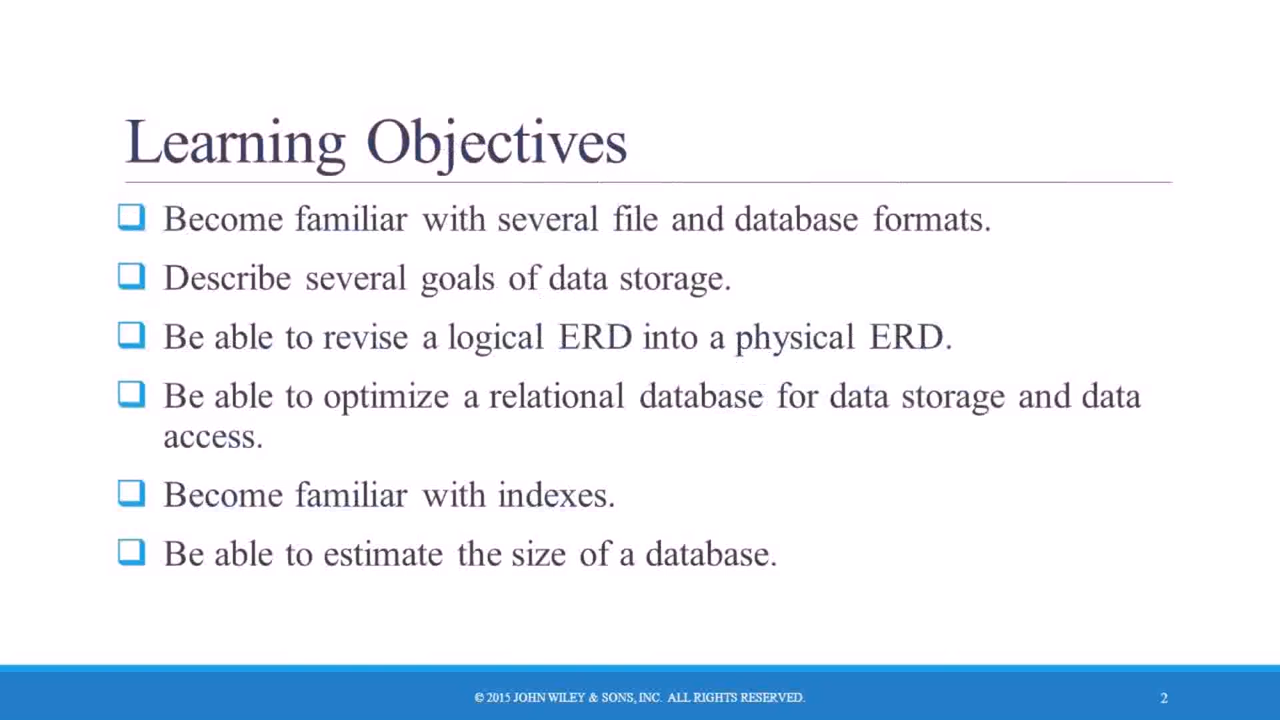 Learning Objectives
Become familiar with several file and database formats.
Describe several goals of data storage.
Be able to revise a logical ERD into a physical ERD.
Be able to optimize a relational database for data storage and data
access.
Become familiar with indexes.
Be able to estimate the size of a database.
© 2015 JOHN WILEY & SONS, INC. ALL RIGHTS RESERVED.
2